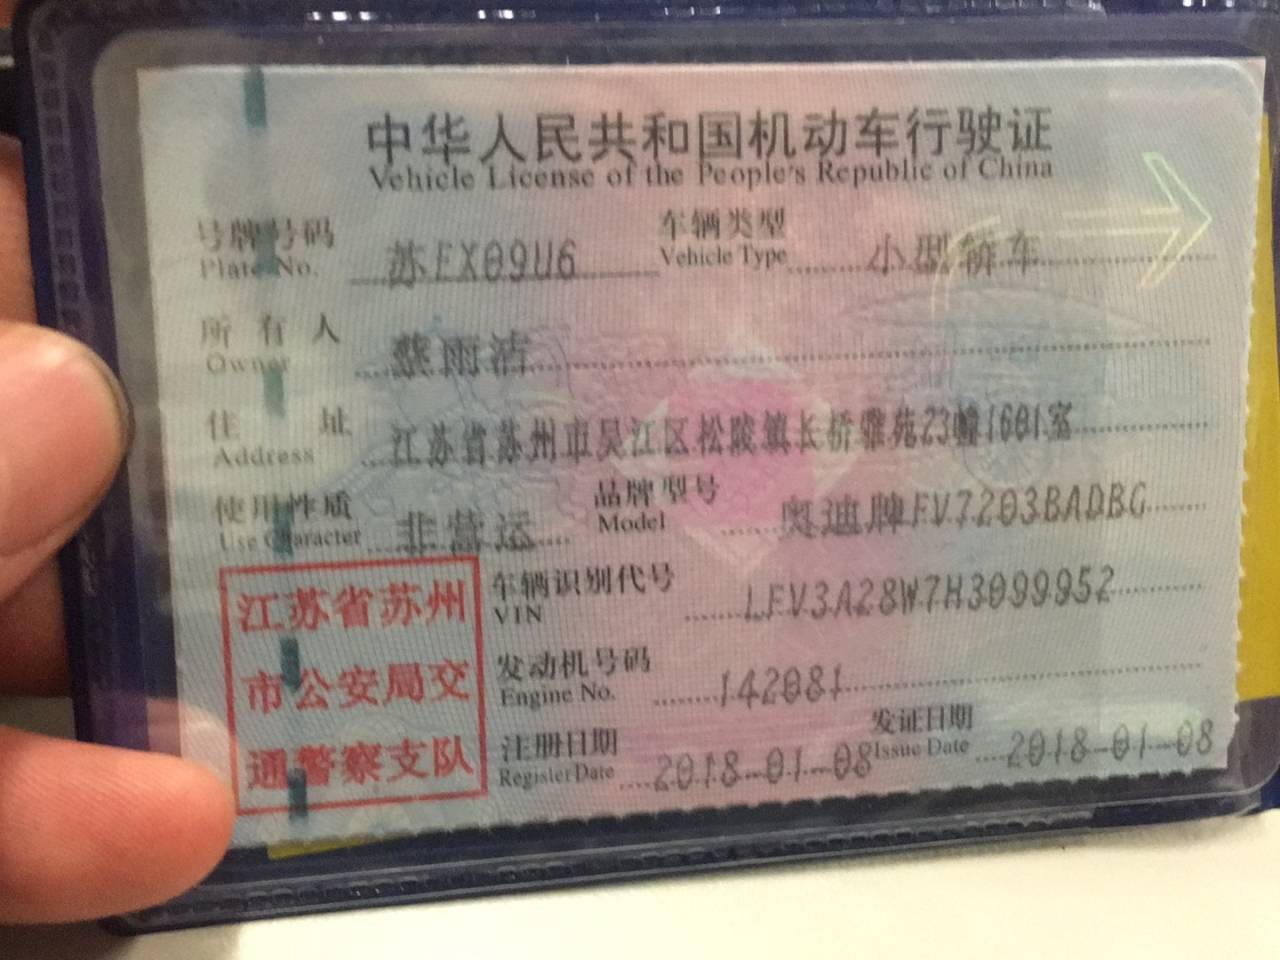 中华人民共和国机动车行驶证
Vehicle License of the People's Republic of China
号牌号码 苏EX09U6 车辆类型 小型轿车
Plate No. Vehicle Type
所有人 蔡雨洁
Owner
住址 江苏省苏州市吴江区松陵镇长桥雅苑23幢1601室
Address
使用性质 非营运 品牌型号 奥迪牌FV7203BADBG
Use Character Model
江苏省苏州
市公安局交
通警察支队
车辆识别代号 LFV3A28W7H3099952
VIN
发动机号码 142081
Engine No.
注册日期 2018-01-08 发证日期 2018-01-08
Register Date Issue Date